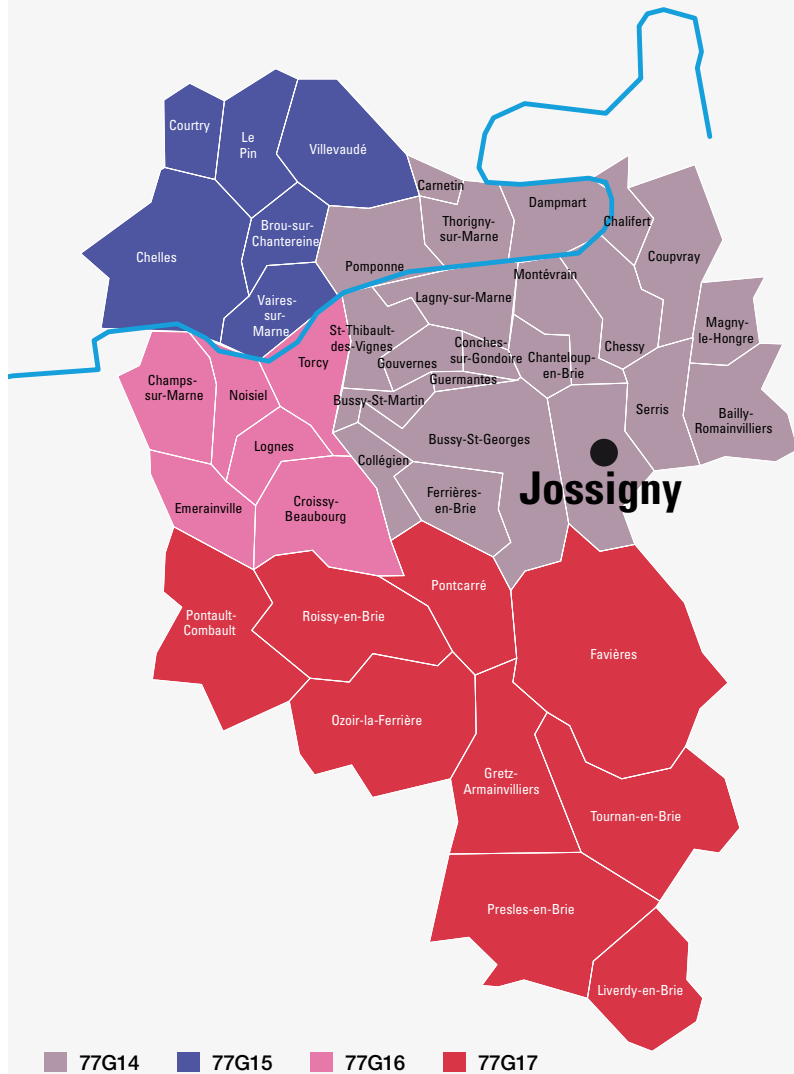 Courtry
Le
Pin
Villevaudé
Carnetin
Dampmart
Chalifert
Thorigny-
sur-Marne
Brou-sur-
Chantereine
Chelles
Coupvray
Pomponne
Montévrain
Lagny-sur-Marne
Vaires-
sur-
Marne
Magny-
le-Hongre
St-Thibault-
des-Vignes
Conches-
sur-Gondoire
Chessy
Torcy
Gouvernes
Chanteloup-
en-Brie
Guermantes
Champs-
sur-Marne
Noisiel
Bussy-St-Martin
Serris
Bailly-
Romainvilliers
Lognes
Bussy-St-Georges
Collégien
Jossigny
Ferrières-
en-Brie
Emerainville
Croissy-
Beaubourg
Pontcarré
Pontault-
Combault
Roissy-en-Brie
Favières
Ozoir-la-Ferrière
Gretz-
Armainvilliers
Tournan-en-Brie
Presles-en-Brie
Liverdy-en-Brie
77G14
77G15
77G16
77G17